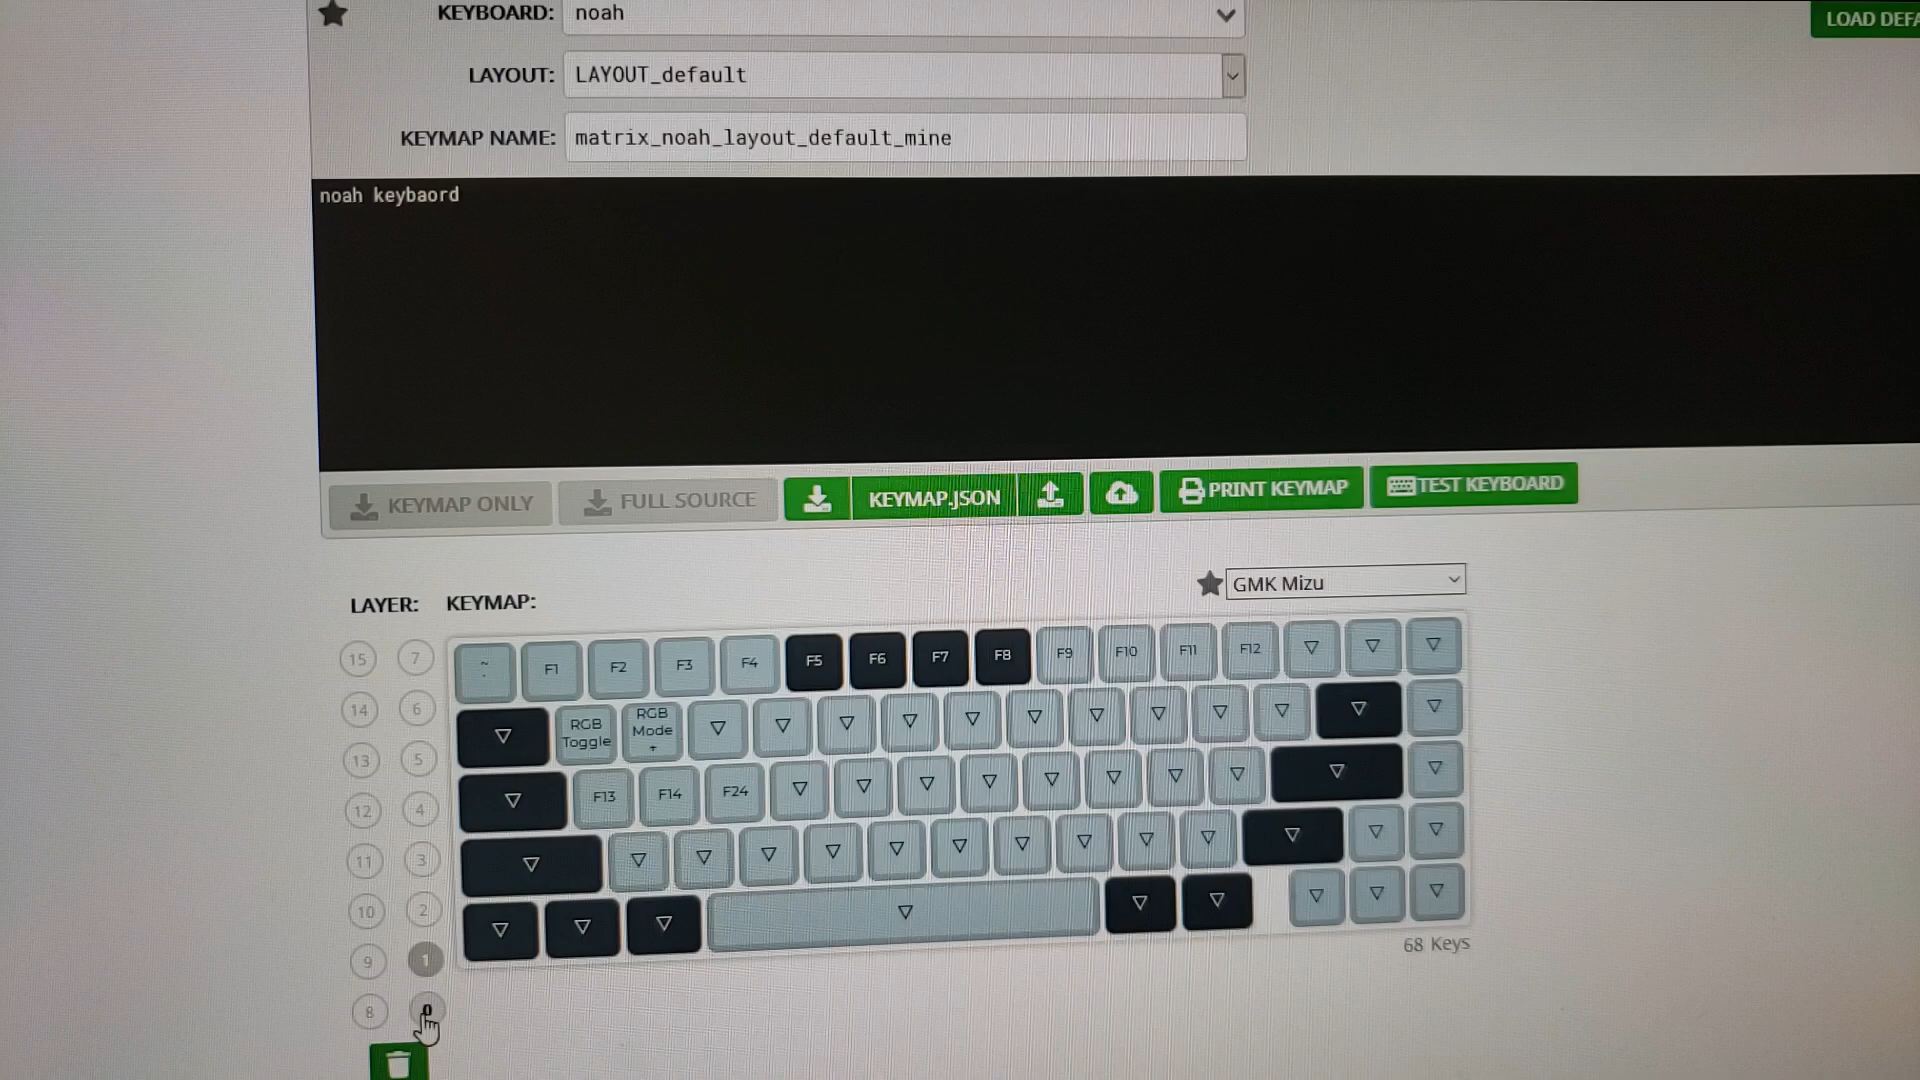 KEYBOARD: noah
LOAD DEFA
LAYOUT: LAYOUT_default
KEYMAP NAME: matrix_noah_layout_default_mine
noah keybaord
KEYMAP ONLY FULL SOURCE KEYMAP.JSON PRINT KEYMAP TEST KEYBOARD
GMK Mizu
LAYER: KEYMAP:
15 7
14 6
13 5
12 4
11 3
10 2
9 1
8 0
~ F1 F2 F3 F4 F5 F6 F7 F8 F9 F10 F11 F12
RGB Toggle
RGB Mode +
F13 F14 F24
68 Keys